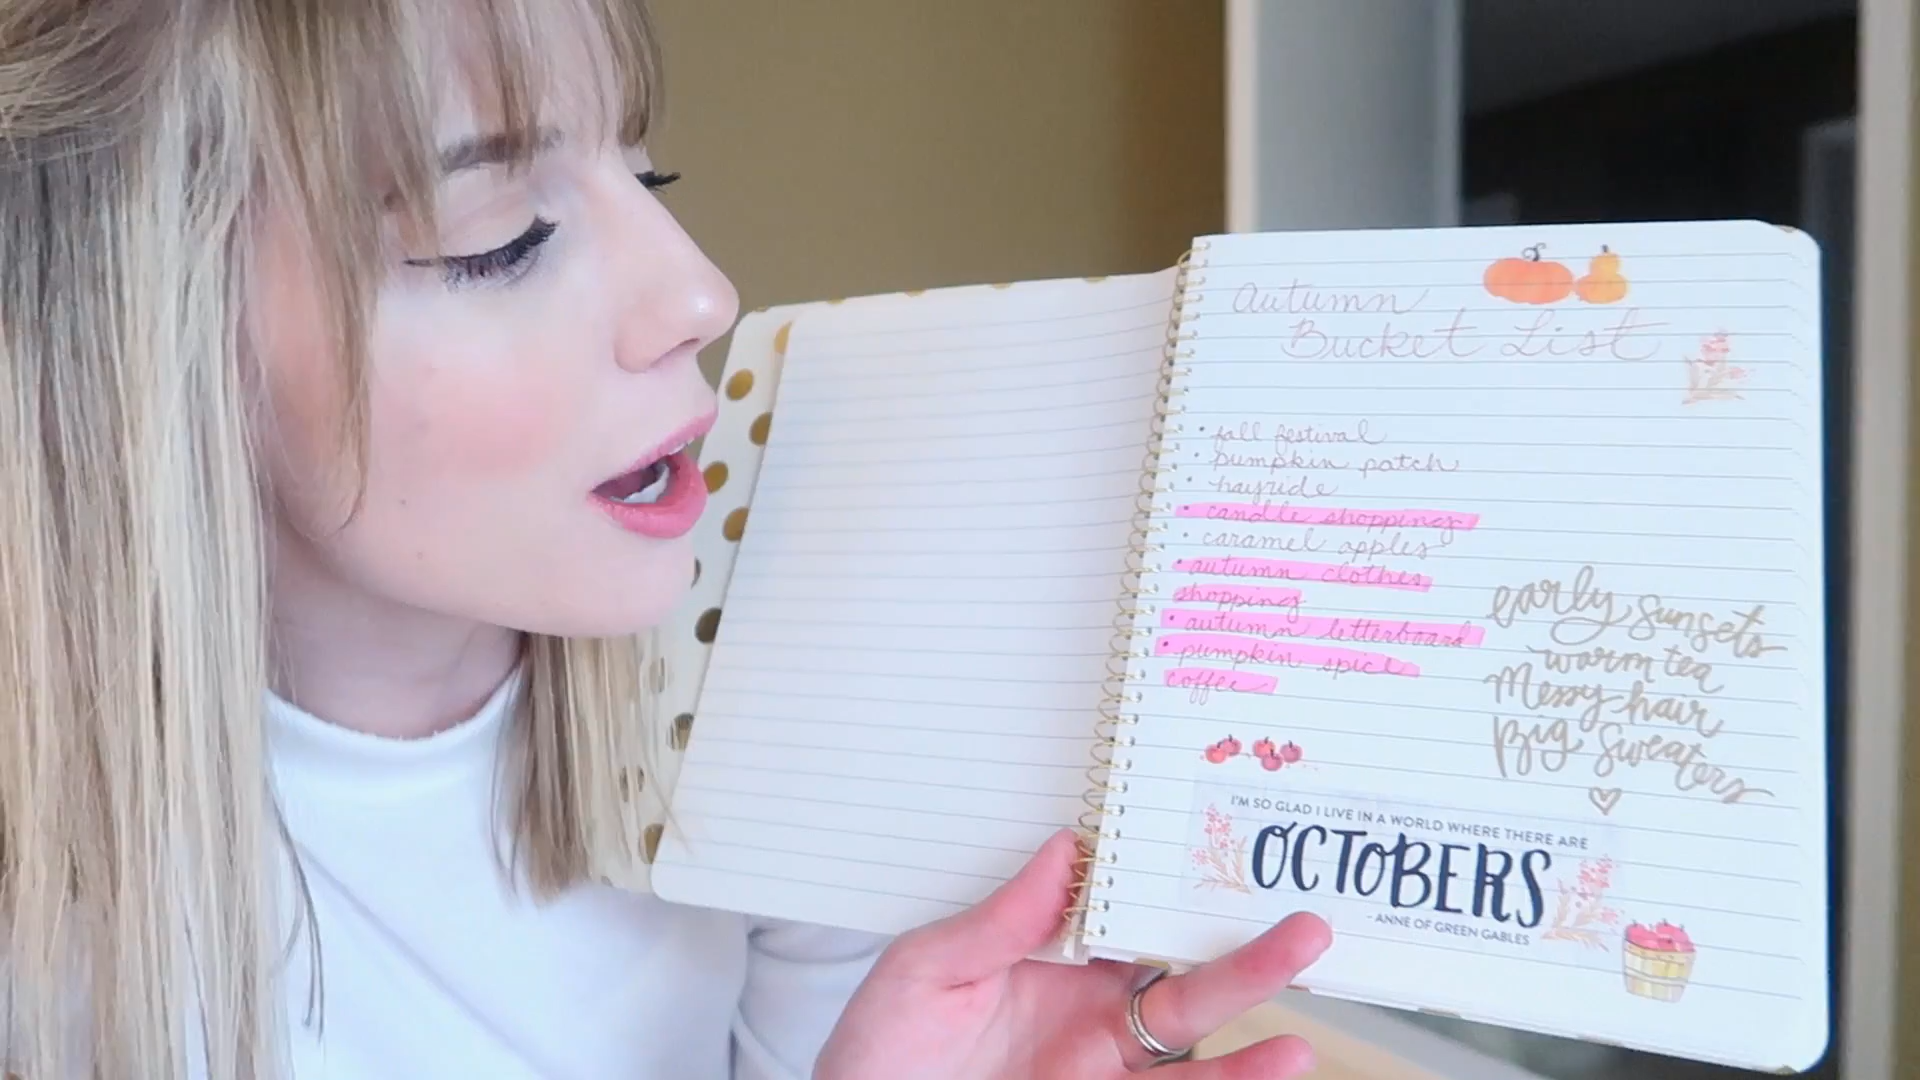 autumn
Bucket List
• fall festival
• pumpkin patch
• hayride
• candle shopping
• caramel apples
• autumn clothes
shopping
• autumn letterboard
• pumpkin spice
coffee
early sunsets
warm tea
Messy hair
Big Sweaters
I'M SO GLAD I LIVE IN A WORLD WHERE THERE ARE
OCTOBERS
- ANNE OF GREEN GABLES